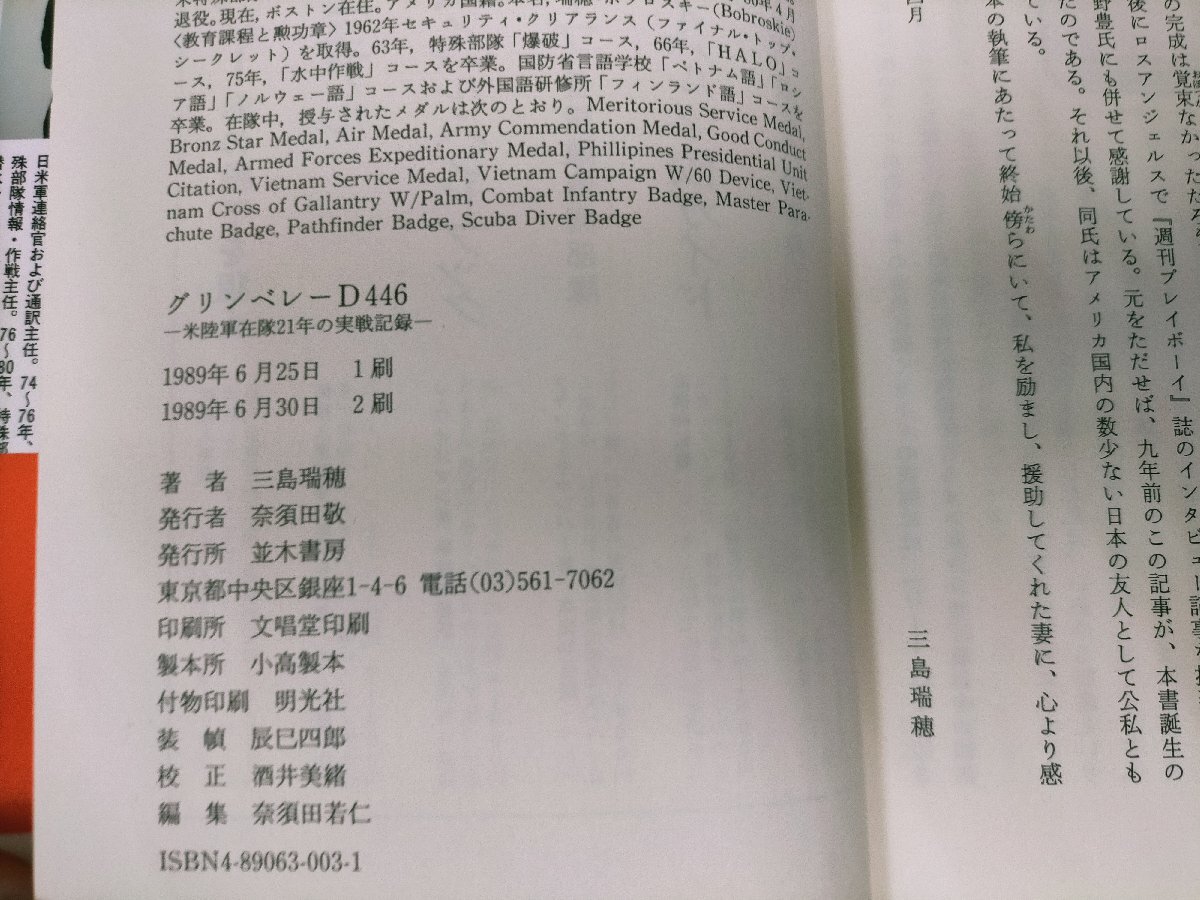 退役。現在, ボストン在住。アメリカ国籍。本名, 瑞穂・ボブロスキー(Bobroskie)
〈教育課程と勲功章〉1962年セキュリティ・クリアランス(ファイナル・トップ・
シークレット)を取得。63年, 特殊部隊「爆破」コース, 66年,「HALO」コ
ース, 75年,「水中作戦」コースを卒業。国防省言語学校「ベトナム語」「ロシ
ア語」「ノルウェー語」コースおよび外国語研修所「フィンランド語」コースを
卒業。在隊中, 授与されたメダルは次のとおり。Meritorious Service Medal,
Bronz Star Medal, Air Medal, Army Commendation Medal, Good Conduct
Medal, Armed Forces Expeditionary Medal, Phillipines Presidential Unit
Citation, Vietnam Service Medal, Vietnam Campaign W/60 Device, Viet-
nam Cross of Gallantry W/Palm, Combat Infantry Badge, Master Para-
chute Badge, Pathfinder Badge, Scuba Diver Badge
グリンベレーD446
―米陸軍在隊21年の実戦記録―
1989年6月25日 1刷
1989年6月30日 2刷
著 者 三島瑞穂
発行者 奈須田敬
発行所 並木書房
東京都中央区銀座1-4-6 電話(03)561-7062
印刷所 文唱堂印刷
製本所 小高製本
付物印刷 明光社
装 幀 辰巳四郎
校 正 酒井美緒
編 集 奈須田若仁
ISBN4-89063-003-1
の完成は覚束なかっただろ
後にロスアンジェルスで『週刊プレイボーイ』誌のインタビュー記事
野豊氏にも併せて感謝している。元をただせば、九年前のこの記事が、本書誕生の
たのである。それ以後、同氏はアメリカ国内の数少ない日本の友人として公私とも
ている。
本の執筆にあたって終始傍らにいて、私を励まし、援助してくれた妻に、心より感
かたわ
四月
三島瑞穂
日米軍連絡官および通訳主任。74～76年、
殊部隊情報・作戦主任。76～80年、特殊部